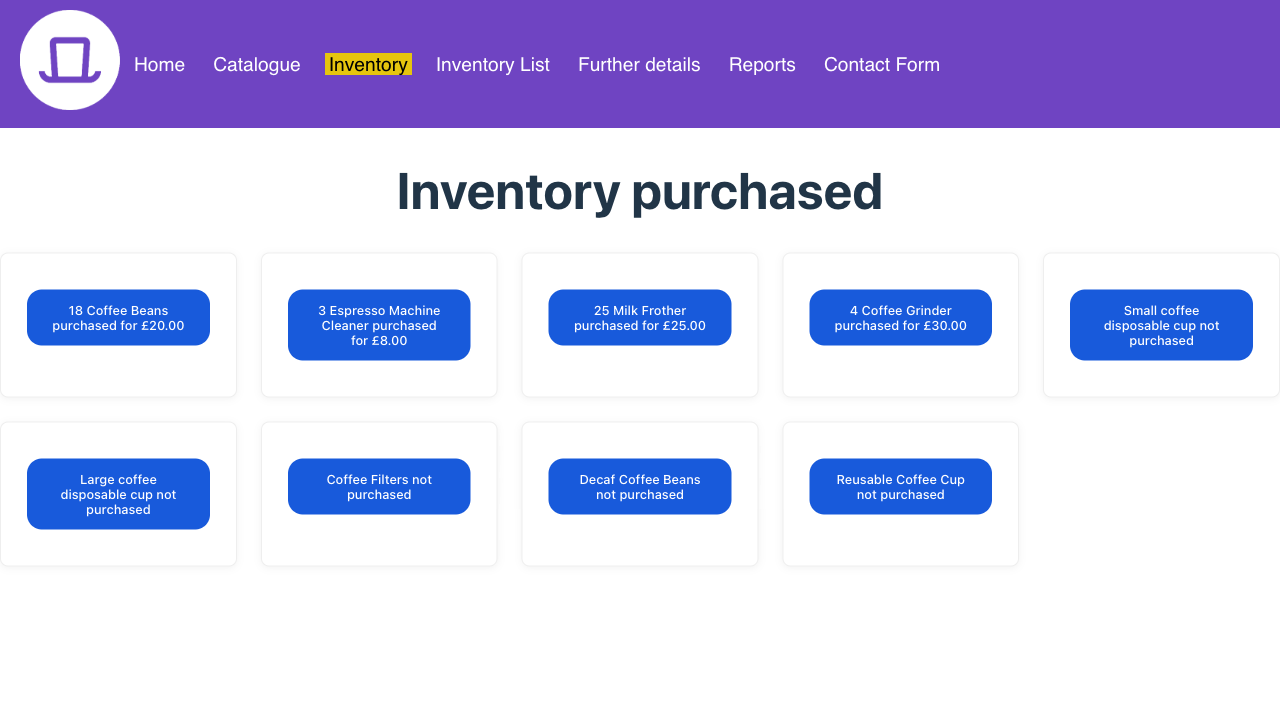 Home Catalogue Inventory Inventory List Further details Reports Contact Form
Inventory purchased
18 Coffee Beans
purchased for £20.00
3 Espresso Machine
Cleaner purchased
for £8.00
25 Milk Frother
purchased for £25.00
4 Coffee Grinder
purchased for £30.00
Small coffee
disposable cup not
purchased
Large coffee
disposable cup not
purchased
Coffee Filters not
purchased
Decaf Coffee Beans
not purchased
Reusable Coffee Cup
not purchased